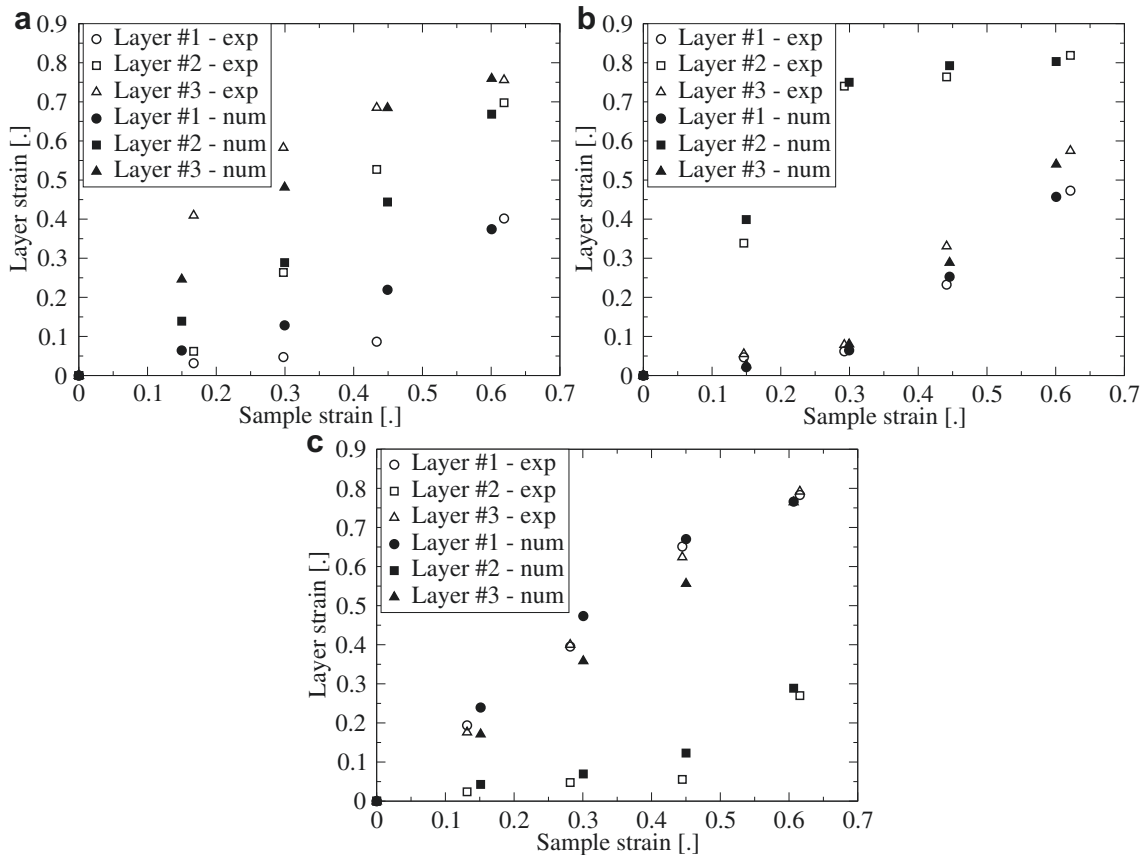 a
0.9
0.8
0.7
0.6
0.5
0.4
0.3
0.2
0.1
0
Layer strain [.]
Layer #1 - exp
Layer #2 - exp
Layer #3 - exp
Layer #1 - num
Layer #2 - num
Layer #3 - num
0 0.1 0.2 0.3 0.4 0.5 0.6 0.7
Sample strain [.]
b
0.9
0.8
0.7
0.6
0.5
0.4
0.3
0.2
0.1
0
Layer strain [.]
Layer #1 - exp
Layer #2 - exp
Layer #3 - exp
Layer #1 - num
Layer #2 - num
Layer #3 - num
0 0.1 0.2 0.3 0.4 0.5 0.6 0.7
Sample strain [.]
c
0.9
0.8
0.7
0.6
0.5
0.4
0.3
0.2
0.1
0
Layer strain [.]
Layer #1 - exp
Layer #2 - exp
Layer #3 - exp
Layer #1 - num
Layer #2 - num
Layer #3 - num
0 0.1 0.2 0.3 0.4 0.5 0.6 0.7
Sample strain [.]